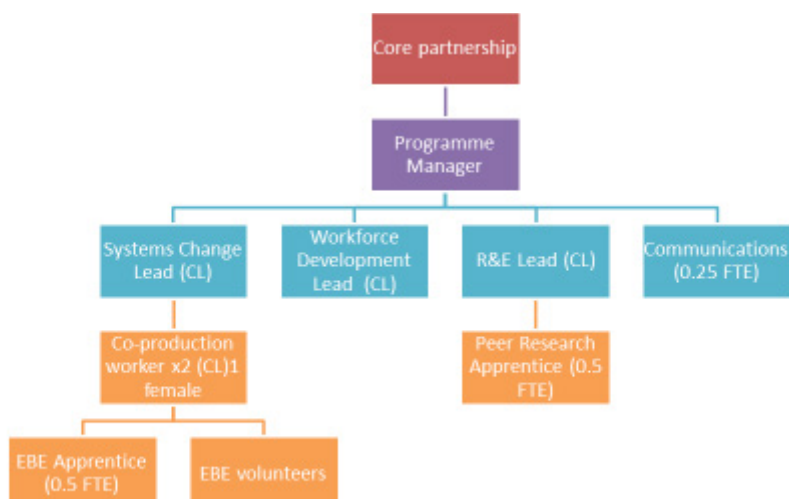 Core partnership
Programme
Manager
Systems Change
Lead (CL)
Workforce
Development
Lead (CL)
R&E Lead (CL)
Communications
(0.25 FTE)
Co-production
worker x2 (CL)1
female
Peer Research
Apprentice (0.5
FTE)
EBE Apprentice
(0.5 FTE)
EBE volunteers